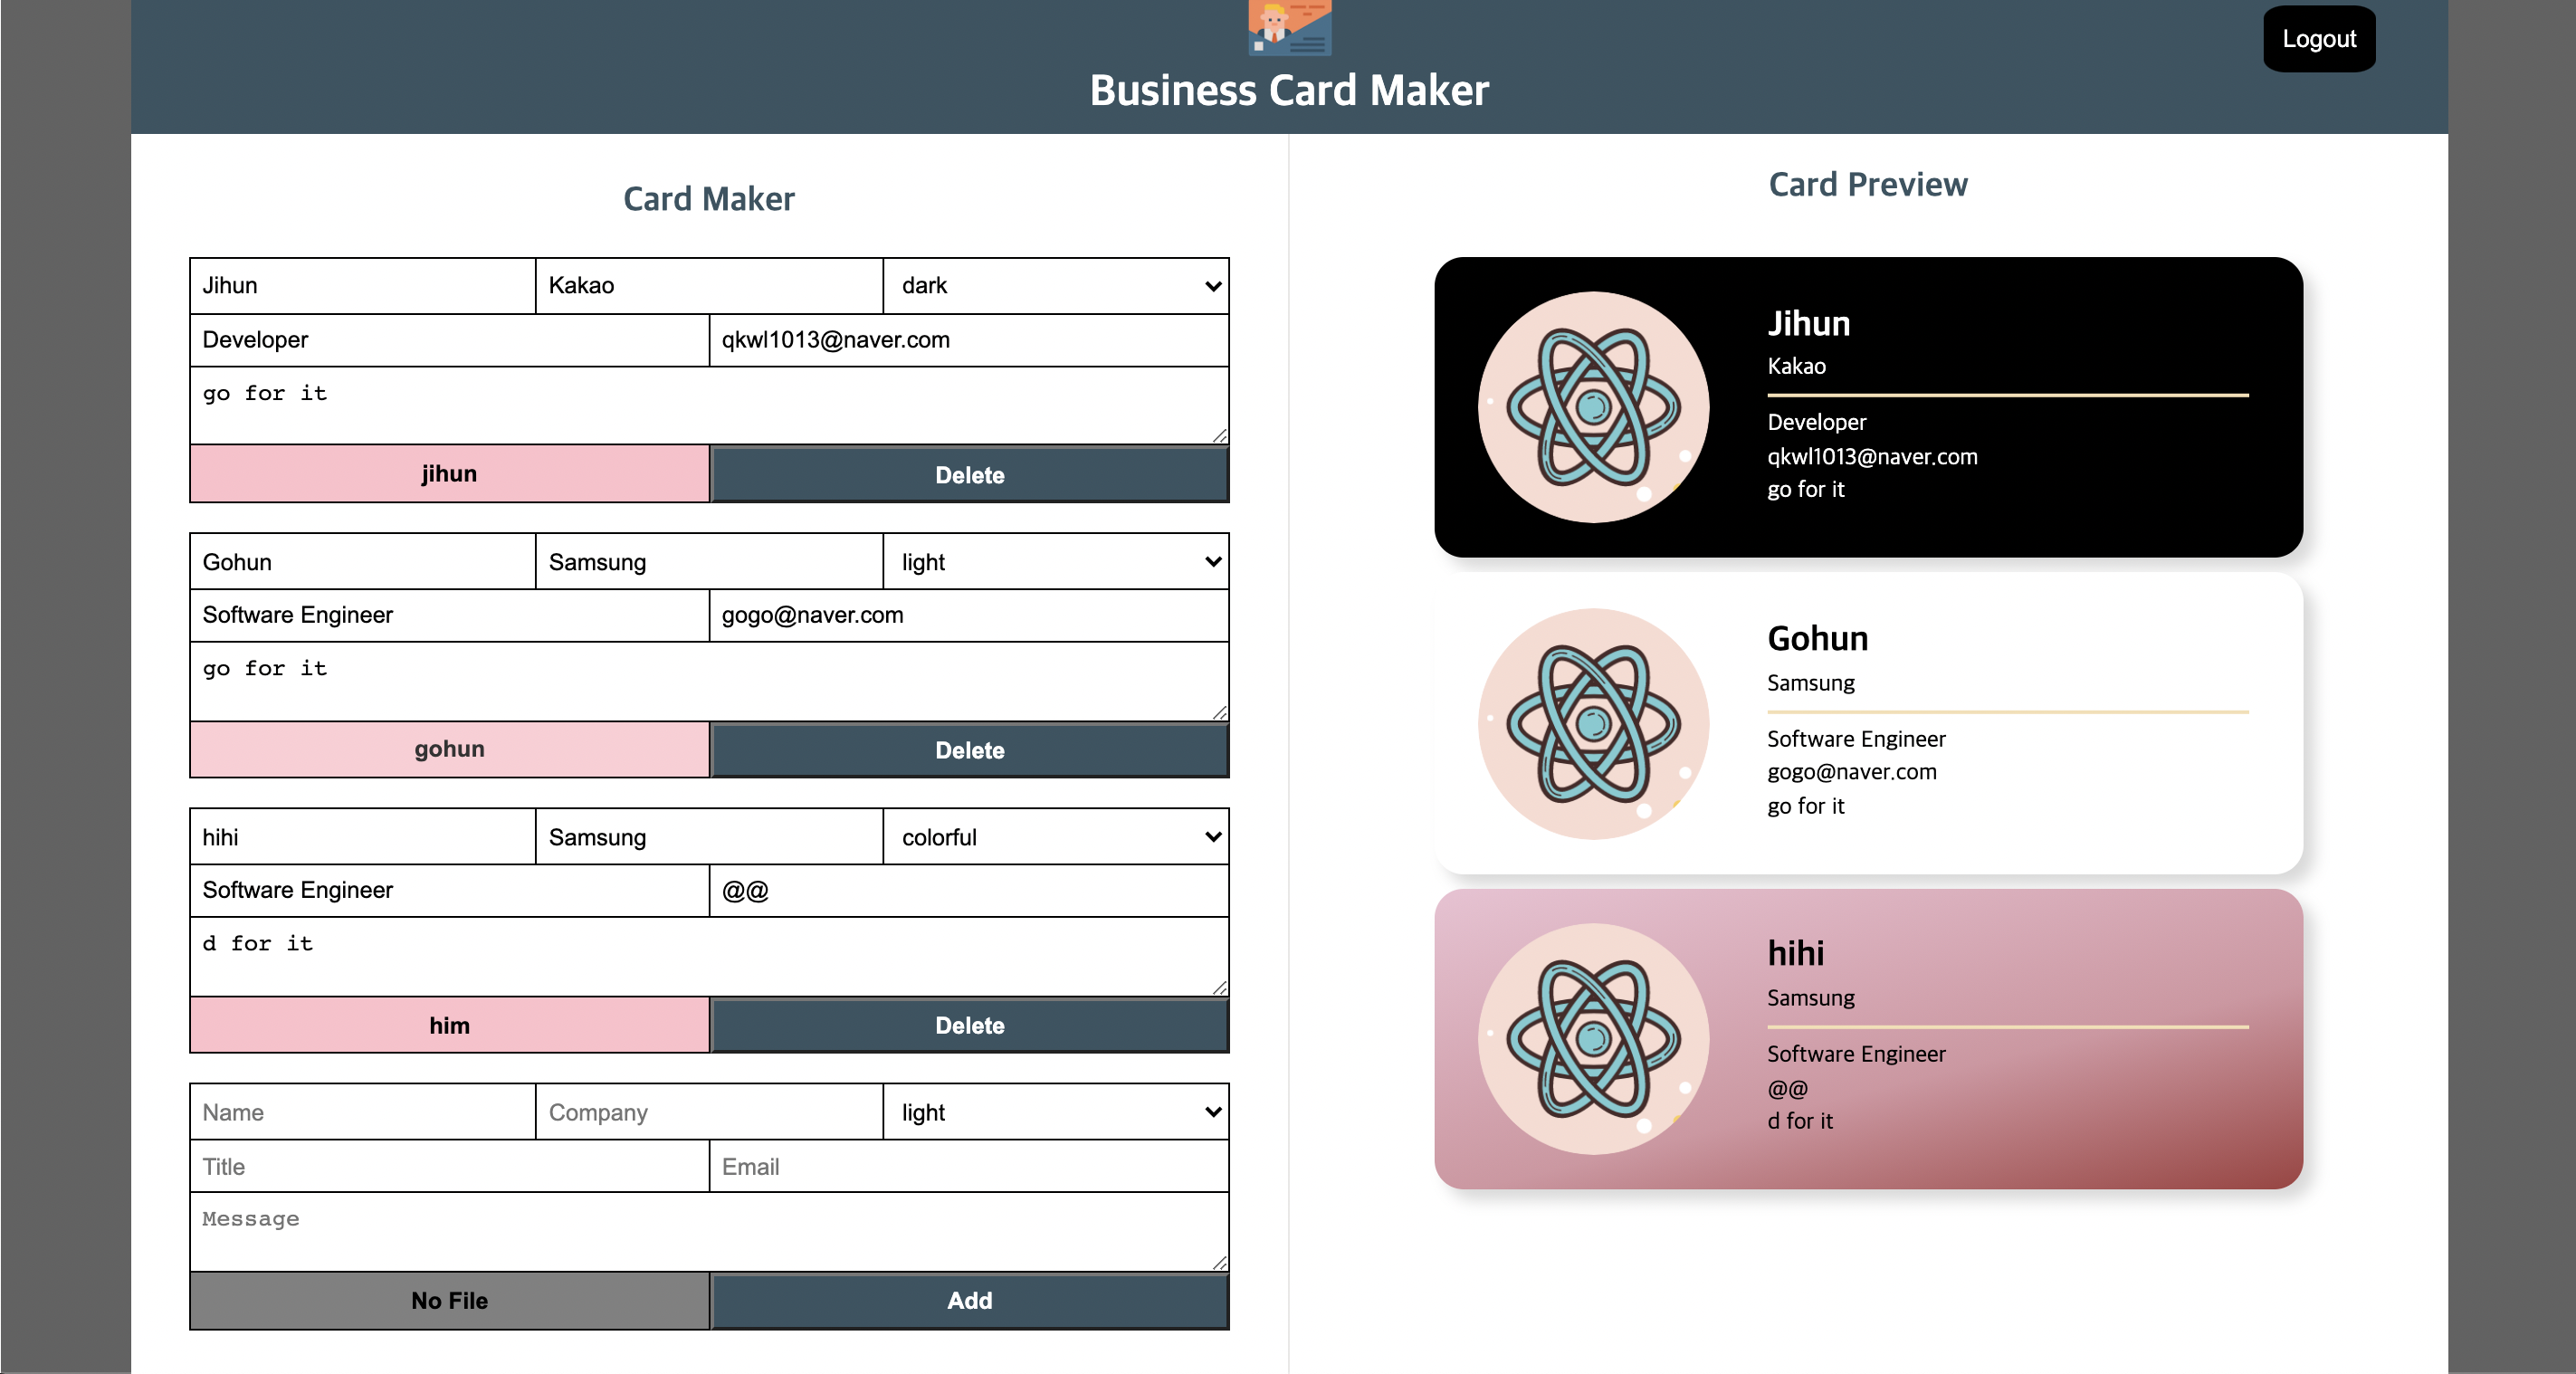 Logout
Business Card Maker
Card Maker
Jihun Kakao dark
Developer qkwl1013@naver.com
go for it
jihun Delete
Gohun Samsung light
Software Engineer gogo@naver.com
go for it
gohun Delete
hihi Samsung colorful
Software Engineer @@
d for it
him Delete
Name Company light
Title Email
Message
No File Add
Card Preview
Jihun
Kakao
Developer
qkwl1013@naver.com
go for it
Gohun
Samsung
Software Engineer
gogo@naver.com
go for it
hihi
Samsung
Software Engineer
@@
d for it